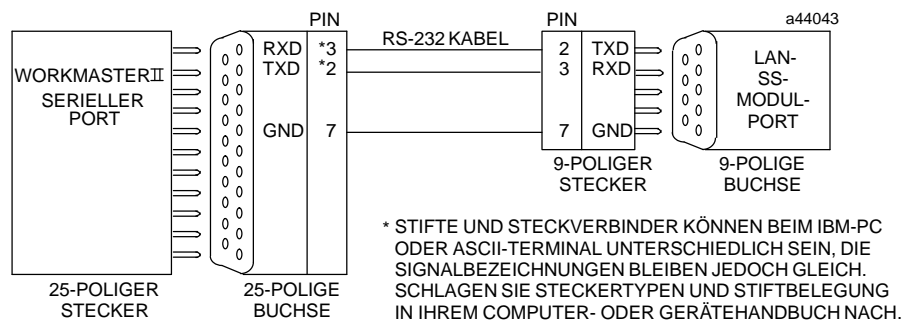 PIN PIN a44043
RS-232 KABEL
RXD *3 2 TXD
TXD *2 3 RXD
GND 7 7 GND
WORKMASTER II
SERIELLER
PORT
LAN-
SS-
MODUL-
PORT
9-POLIGER
STECKER
9-POLIGE
BUCHSE
25-POLIGER
STECKER
25-POLIGE
BUCHSE
* STIFTE UND STECKVERBINDER KÖNNEN BEIM IBM-PC
ODER ASCII-TERMINAL UNTERSCHIEDLICH SEIN, DIE
SIGNALBEZEICHNUNGEN BLEIBEN JEDOCH GLEICH.
SCHLAGEN SIE STECKERTYPEN UND STIFTBELEGUNG
IN IHREM COMPUTER- ODER GERÄTEHANDBUCH NACH.